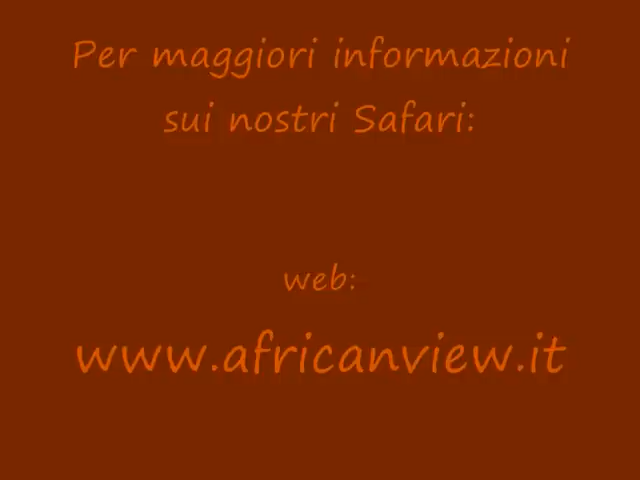 Per maggiori informazioni
sui nostri Safari:
web:
www.africanview.it